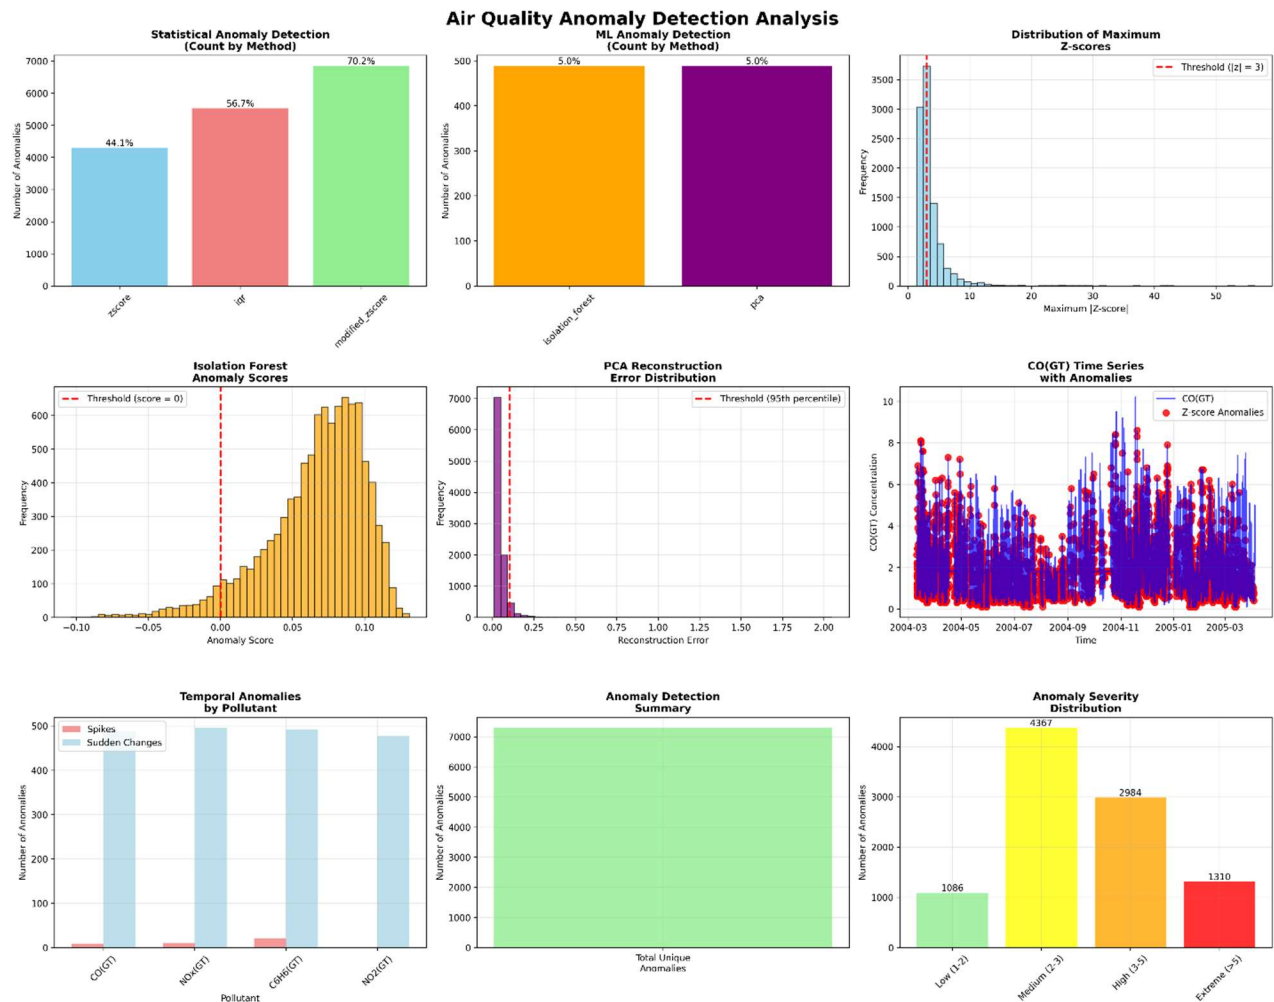 Air Quality Anomaly Detection Analysis
Statistical Anomaly Detection
(Count by Method)
Number of Anomalies
7000
6000
5000
4000
3000
2000
1000
0
44.1%
56.7%
70.2%
zscore
iqr
modified_zscore
ML Anomaly Detection
(Count by Method)
Number of Anomalies
500
400
300
200
100
0
5.0%
5.0%
isolation_forest
pca
Distribution of Maximum
Z-scores
Frequency
3500
3000
2500
2000
1500
1000
500
0
Threshold (|z| = 3)
0 10 20 30 40 50
Maximum |Z-score|
Isolation Forest
Anomaly Scores
Frequency
600
500
400
300
200
100
0
Threshold (score = 0)
−0.10 −0.05 0.00 0.05 0.10
Anomaly Score
PCA Reconstruction
Error Distribution
Frequency
7000
6000
5000
4000
3000
2000
1000
0
Threshold (95th percentile)
0.00 0.25 0.50 0.75 1.00 1.25 1.50 1.75 2.00
Reconstruction Error
CO(GT) Time Series
with Anomalies
CO(GT) Concentration
10
8
6
4
2
0
CO(GT)
Z-score Anomalies
2004-03 2004-05 2004-07 2004-09 2004-11 2005-01 2005-03
Time
Temporal Anomalies
by Pollutant
Number of Anomalies
500
400
300
200
100
0
Spikes
Sudden Changes
CO(GT)
NOx(GT)
C6H6(GT)
NO2(GT)
Pollutant
Anomaly Detection
Summary
Number of Anomalies
7000
6000
5000
4000
3000
2000
1000
0
Total Unique
Anomalies
Anomaly Severity
Distribution
Number of Anomalies
4000
3000
2000
1000
0
1086
4367
2984
1310
Low (1-2)
Medium (2-3)
High (3-5)
Extreme (>5)